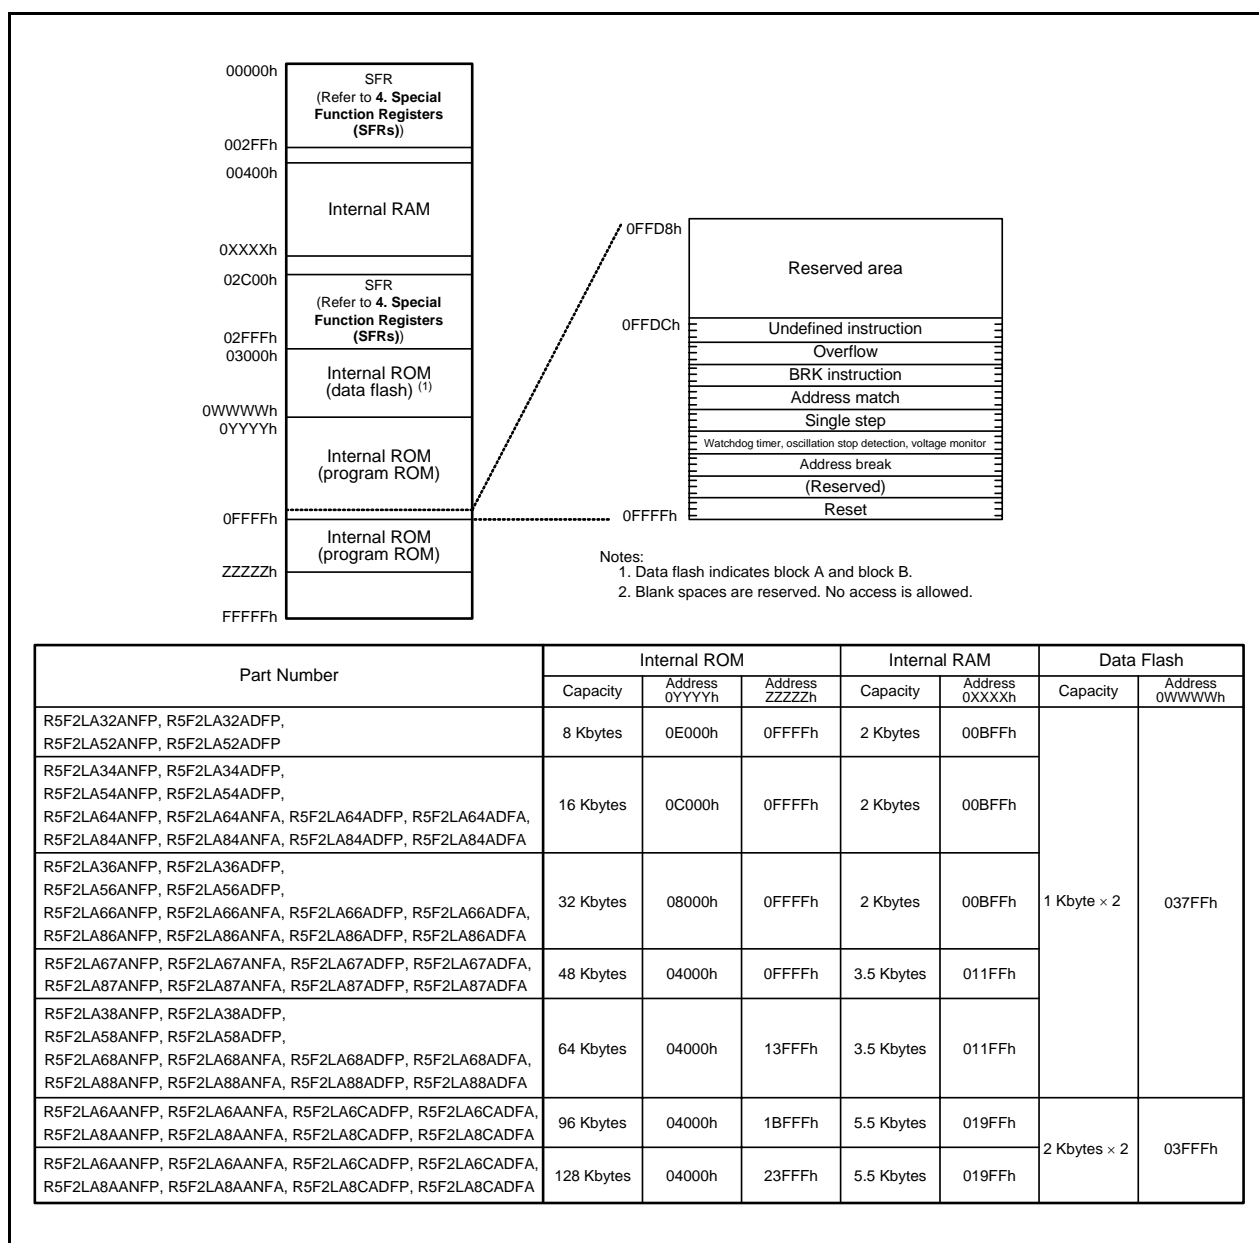 00000h
SFR
(Refer to 4. Special
Function Registers
(SFRs))
002FFh
00400h
Internal RAM
0XXXXh
02C00h
SFR
(Refer to 4. Special
Function Registers
(SFRs))
02FFFh
03000h
Internal ROM
(data flash) (1)
0WWWWh
0YYYYh
Internal ROM
(program ROM)
0FFFFh
Internal ROM
(program ROM)
ZZZZZh
FFFFFh
0FFD8h
Reserved area
0FFDCh
Undefined instruction
Overflow
BRK instruction
Address match
Single step
Watchdog timer, oscillation stop detection, voltage monitor
Address break
(Reserved)
0FFFFh
Reset
Notes:
1. Data flash indicates block A and block B.
2. Blank spaces are reserved. No access is allowed.
Part Number
Internal ROM
Internal RAM
Data Flash
Capacity
Address
0YYYYh
Address
ZZZZZh
Capacity
Address
0XXXXh
Capacity
Address
0WWWWh
R5F2LA32ANFP, R5F2LA32ADFP,
R5F2LA52ANFP, R5F2LA52ADFP
8 Kbytes
0E000h
0FFFFh
2 Kbytes
00BFFh
R5F2LA34ANFP, R5F2LA34ADFP,
R5F2LA54ANFP, R5F2LA54ADFP,
R5F2LA64ANFP, R5F2LA64ANFA, R5F2LA64ADFP, R5F2LA64ADFA,
R5F2LA84ANFP, R5F2LA84ANFA, R5F2LA84ADFP, R5F2LA84ADFA
16 Kbytes
0C000h
0FFFFh
2 Kbytes
00BFFh
R5F2LA36ANFP, R5F2LA36ADFP,
R5F2LA56ANFP, R5F2LA56ADFP,
R5F2LA66ANFP, R5F2LA66ANFA, R5F2LA66ADFP, R5F2LA66ADFA,
R5F2LA86ANFP, R5F2LA86ANFA, R5F2LA86ADFP, R5F2LA86ADFA
32 Kbytes
08000h
0FFFFh
2 Kbytes
00BFFh
1 Kbyte × 2
037FFh
R5F2LA67ANFP, R5F2LA67ANFA, R5F2LA67ADFP, R5F2LA67ADFA,
R5F2LA87ANFP, R5F2LA87ANFA, R5F2LA87ADFP, R5F2LA87ADFA
48 Kbytes
04000h
0FFFFh
3.5 Kbytes
011FFh
R5F2LA38ANFP, R5F2LA38ADFP,
R5F2LA58ANFP, R5F2LA58ADFP,
R5F2LA68ANFP, R5F2LA68ANFA, R5F2LA68ADFP, R5F2LA68ADFA,
R5F2LA88ANFP, R5F2LA88ANFA, R5F2LA88ADFP, R5F2LA88ADFA
64 Kbytes
04000h
13FFFh
3.5 Kbytes
011FFh
R5F2LA6AANFP, R5F2LA6AANFA, R5F2LA6CADFP, R5F2LA6CADFA,
R5F2LA8AANFP, R5F2LA8AANFA, R5F2LA8CADFP, R5F2LA8CADFA
96 Kbytes
04000h
1BFFFh
5.5 Kbytes
019FFh
2 Kbytes × 2
03FFFh
R5F2LA6AANFP, R5F2LA6AANFA, R5F2LA6CADFP, R5F2LA6CADFA,
R5F2LA8AANFP, R5F2LA8AANFA, R5F2LA8CADFP, R5F2LA8CADFA
128 Kbytes
04000h
23FFFh
5.5 Kbytes
019FFh